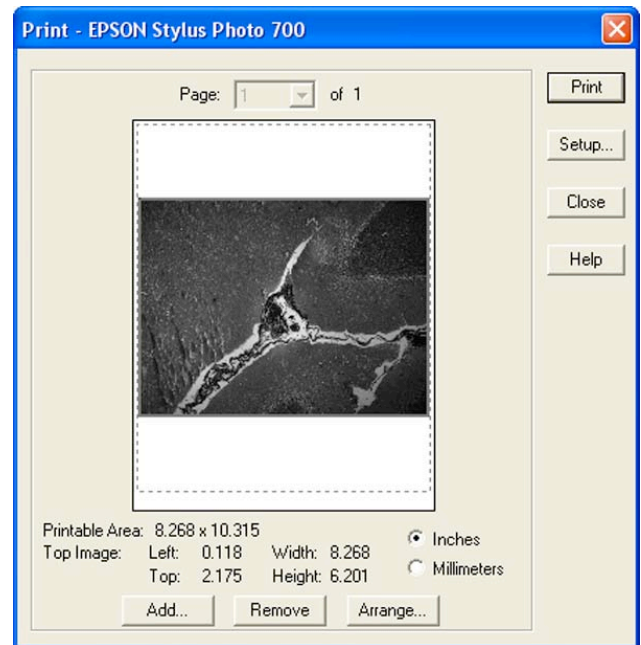 Print - EPSON Stylus Photo 700
Page: 1 of 1
Print
Setup...
Close
Help
Printable Area: 8.268 x 10.315
Top Image: Left: 0.118 Width: 8.268
Top: 2.175 Height: 6.201
Inches
Millimeters
Add... Remove Arrange...